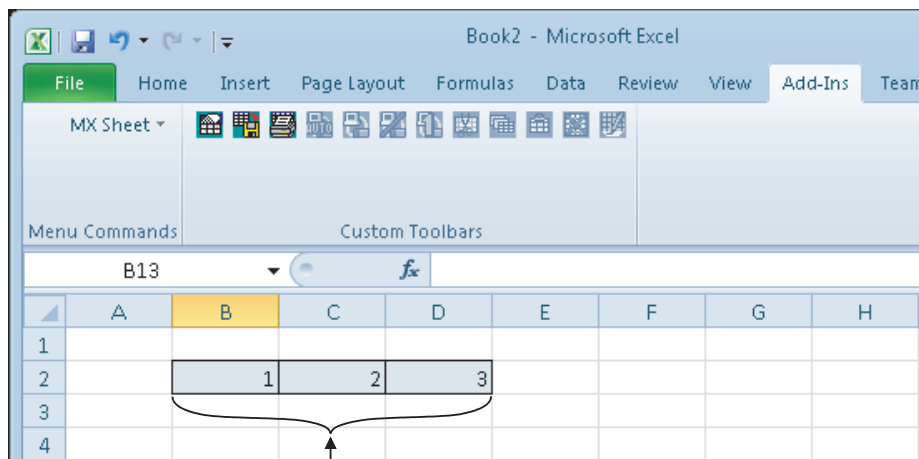 Book2 - Microsoft Excel
File Home Insert Page Layout Formulas Data Review View Add-Ins Team
MX Sheet
Menu Commands Custom Toolbars
B13 fx
A B C D E F G H
1
2 1 2 3
3
4